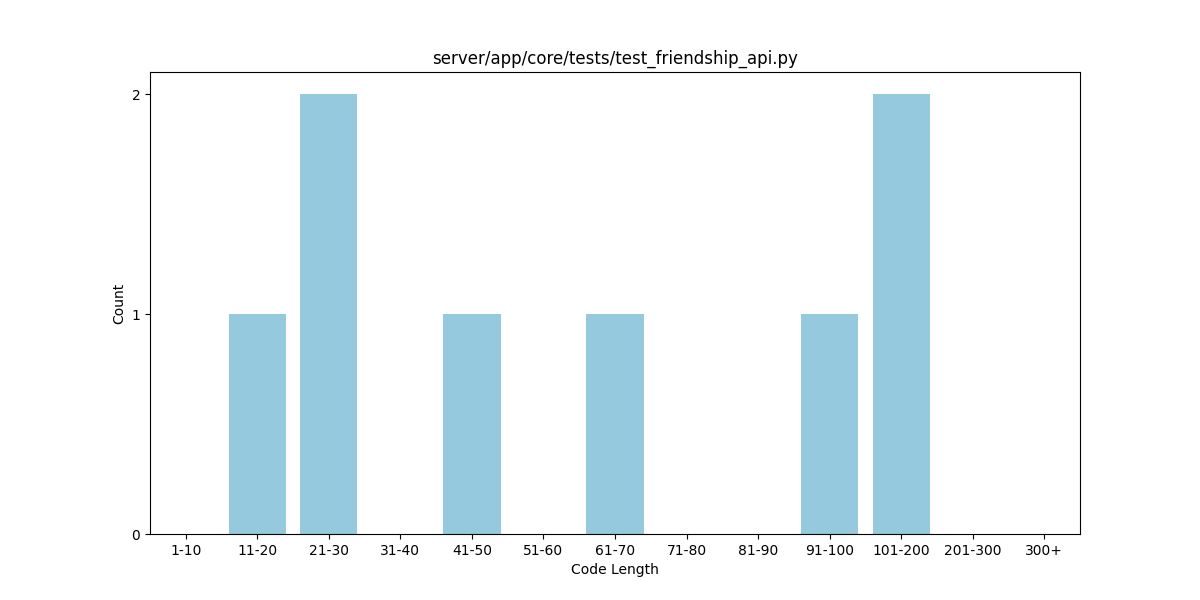 server/app/core/tests/test_friendship_api.py
Count
2
1
0
1-10 11-20 21-30 31-40 41-50 51-60 61-70 71-80 81-90 91-100 101-200 201-300 300+
Code Length